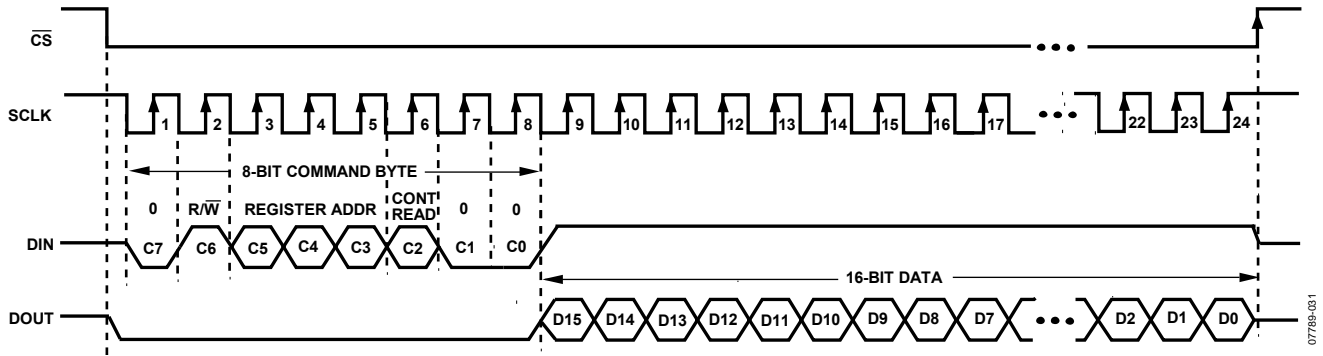 CS
SCLK
1 2 3 4 5 6 7 8 9 10 11 12 13 14 15 16 17 22 23 24
8-BIT COMMAND BYTE
0 R/W REGISTER ADDR CONT READ 0 0
DIN C7 C6 C5 C4 C3 C2 C1 C0
16-BIT DATA
DOUT D15 D14 D13 D12 D11 D10 D9 D8 D7 D2 D1 D0
07789-031